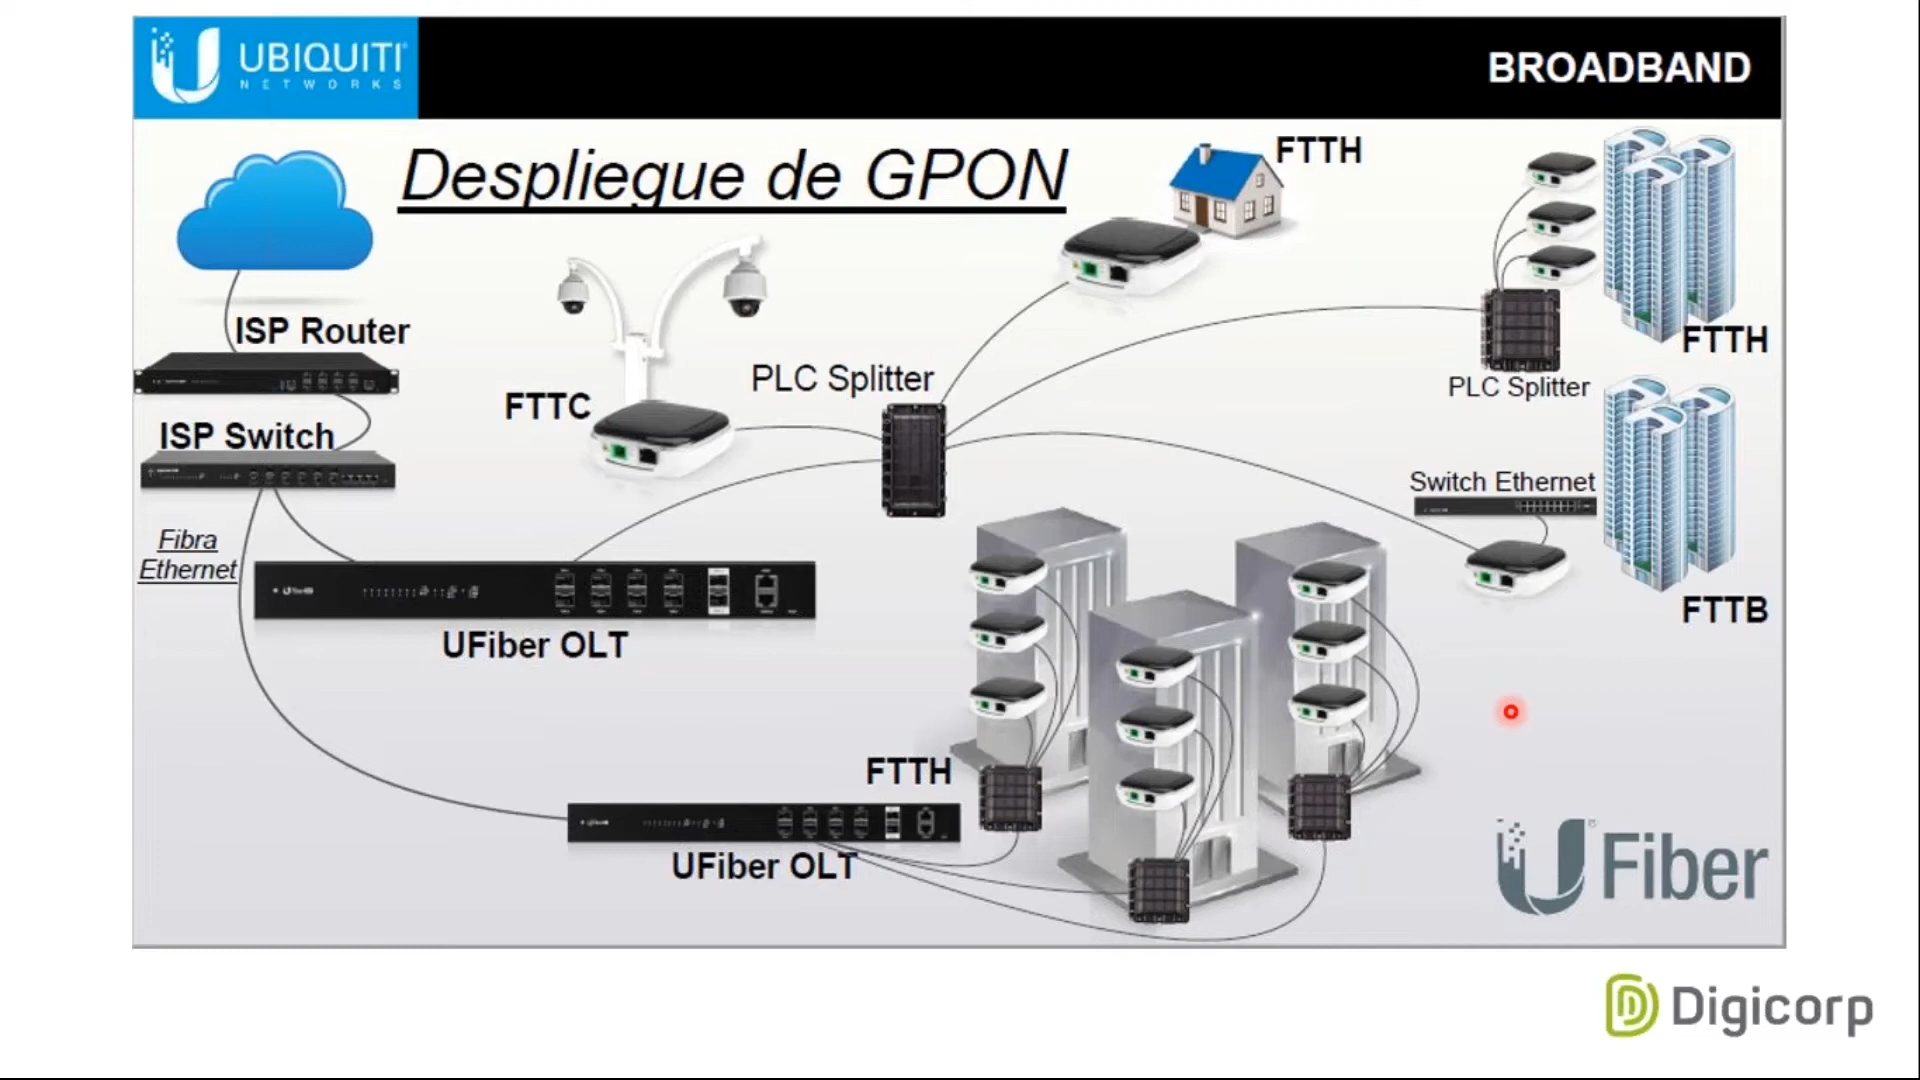 UBIQUITI
NETWORKS
BROADBAND
Despliegue de GPON
FTTH
ISP Router
PLC Splitter
FTTC
FTTH
PLC Splitter
ISP Switch
Switch Ethernet
Fibra
Ethernet
UFiber OLT
FTTB
FTTH
UFiber OLT
U Fiber
Digicorp